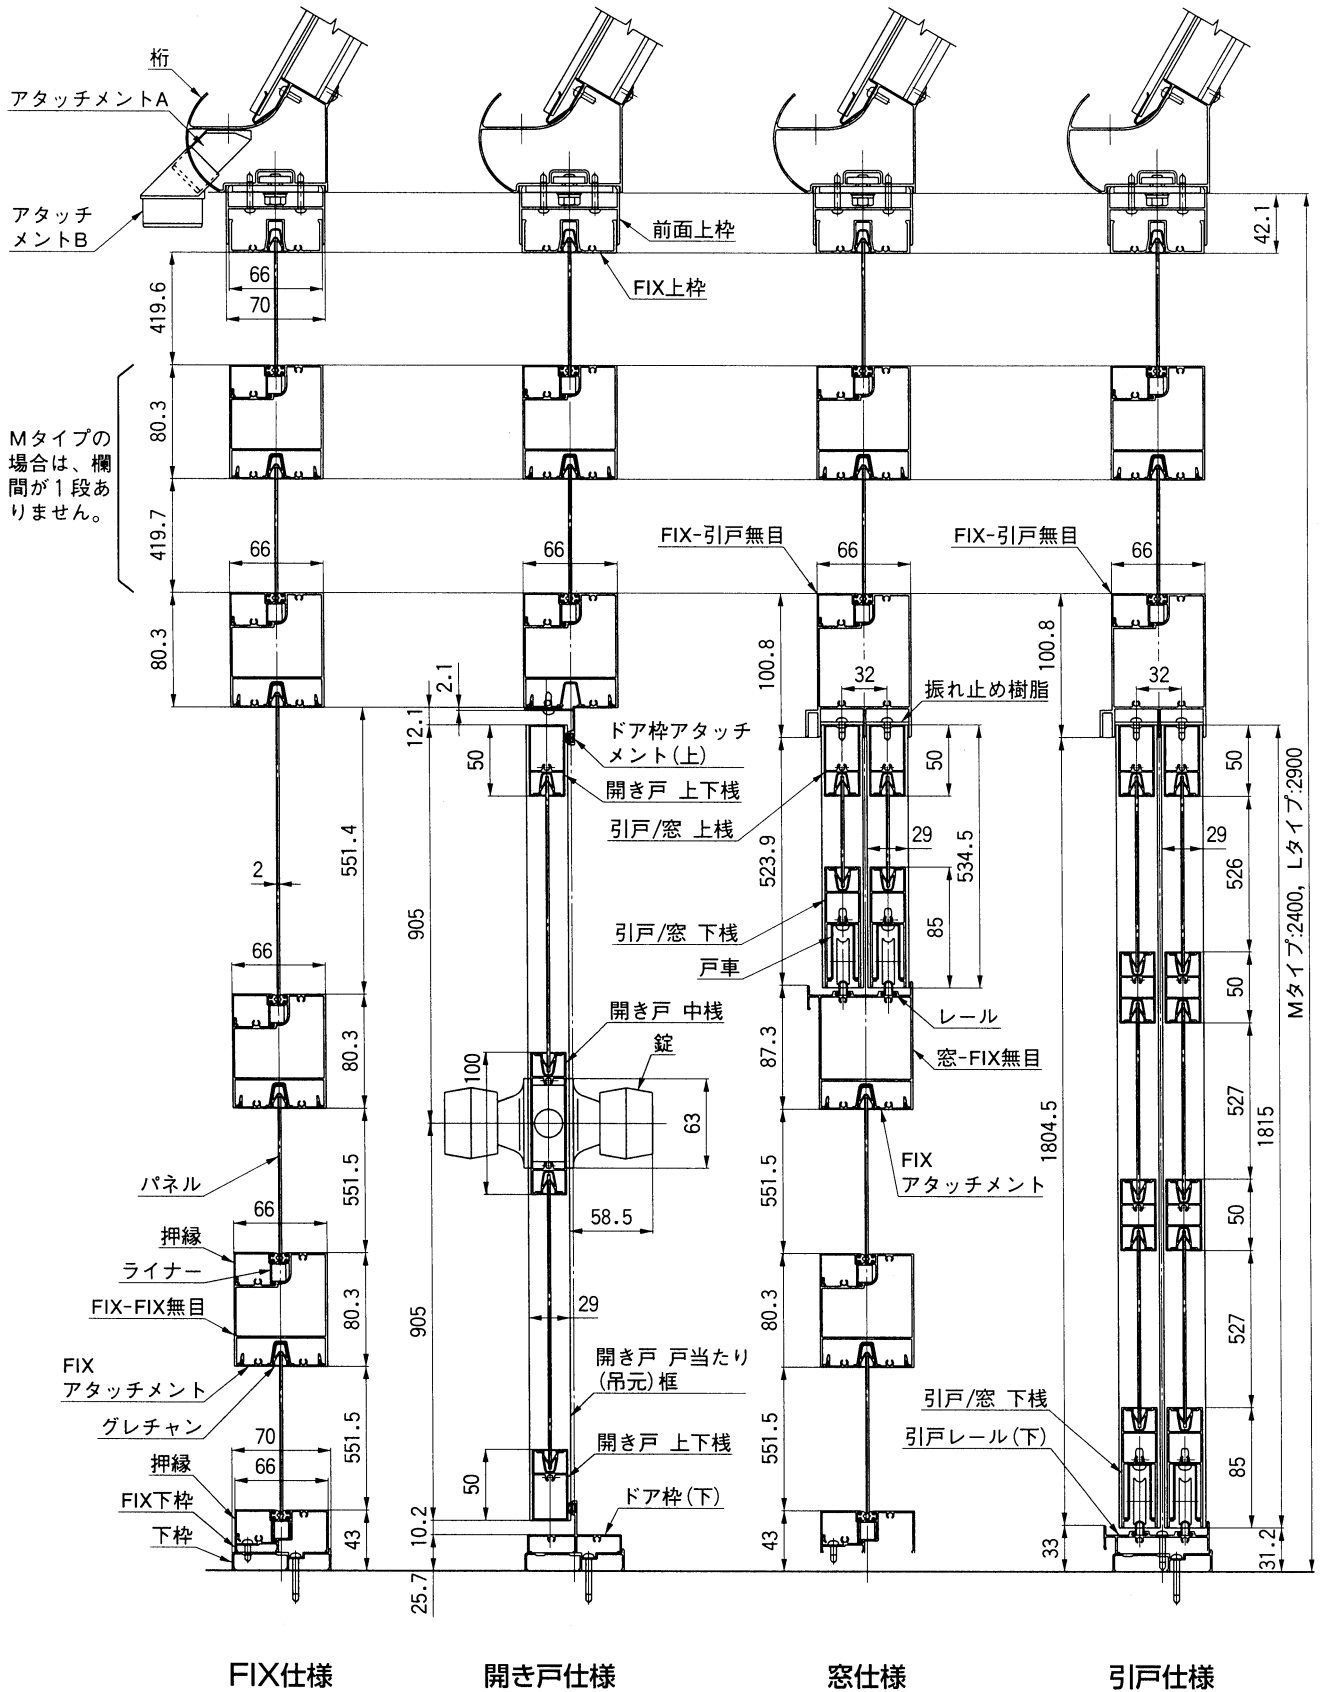 桁
アタッチメントA
アタッチ
メントB
前面上枠
FIX上枠
42.1
66
70
419.6
80.3
Mタイプの
場合は、欄
間が1段あ
りません。
419.7
66
80.3
66
FIX-引戸無目
66
FIX-引戸無目
66
100.8
32
振れ止め樹脂
100.8
32
2.1
12.1
50
ドア枠アタッチ
メント(上)
開き戸 上下桟
引戸/窓 上桟
50
29
50
29
Mタイプ:2400, Lタイプ:2900
551.4
2
905
523.9
534.5
526
引戸/窓 下桟
85
戸車
66
80.3
開き戸 中桟
レール
50
錠
100
63
87.3
窓-FIX無目
527
1804.5
1815
パネル
551.5
58.5
551.5
FIX
アタッチメント
50
66
押縁
ライナー
FIX-FIX無目
80.3
29
905
80.3
527
FIX
アタッチメント
グレチャン
開き戸 戸当たり
(吊元)框
551.5
551.5
引戸/窓 下桟
引戸レール(下)
70
66
押縁
FIX下枠
下枠
43
開き戸 上下桟
50
ドア枠(下)
10.2
25.7
43
85
33
31.2
FIX仕様
開き戸仕様
窓仕様
引戸仕様